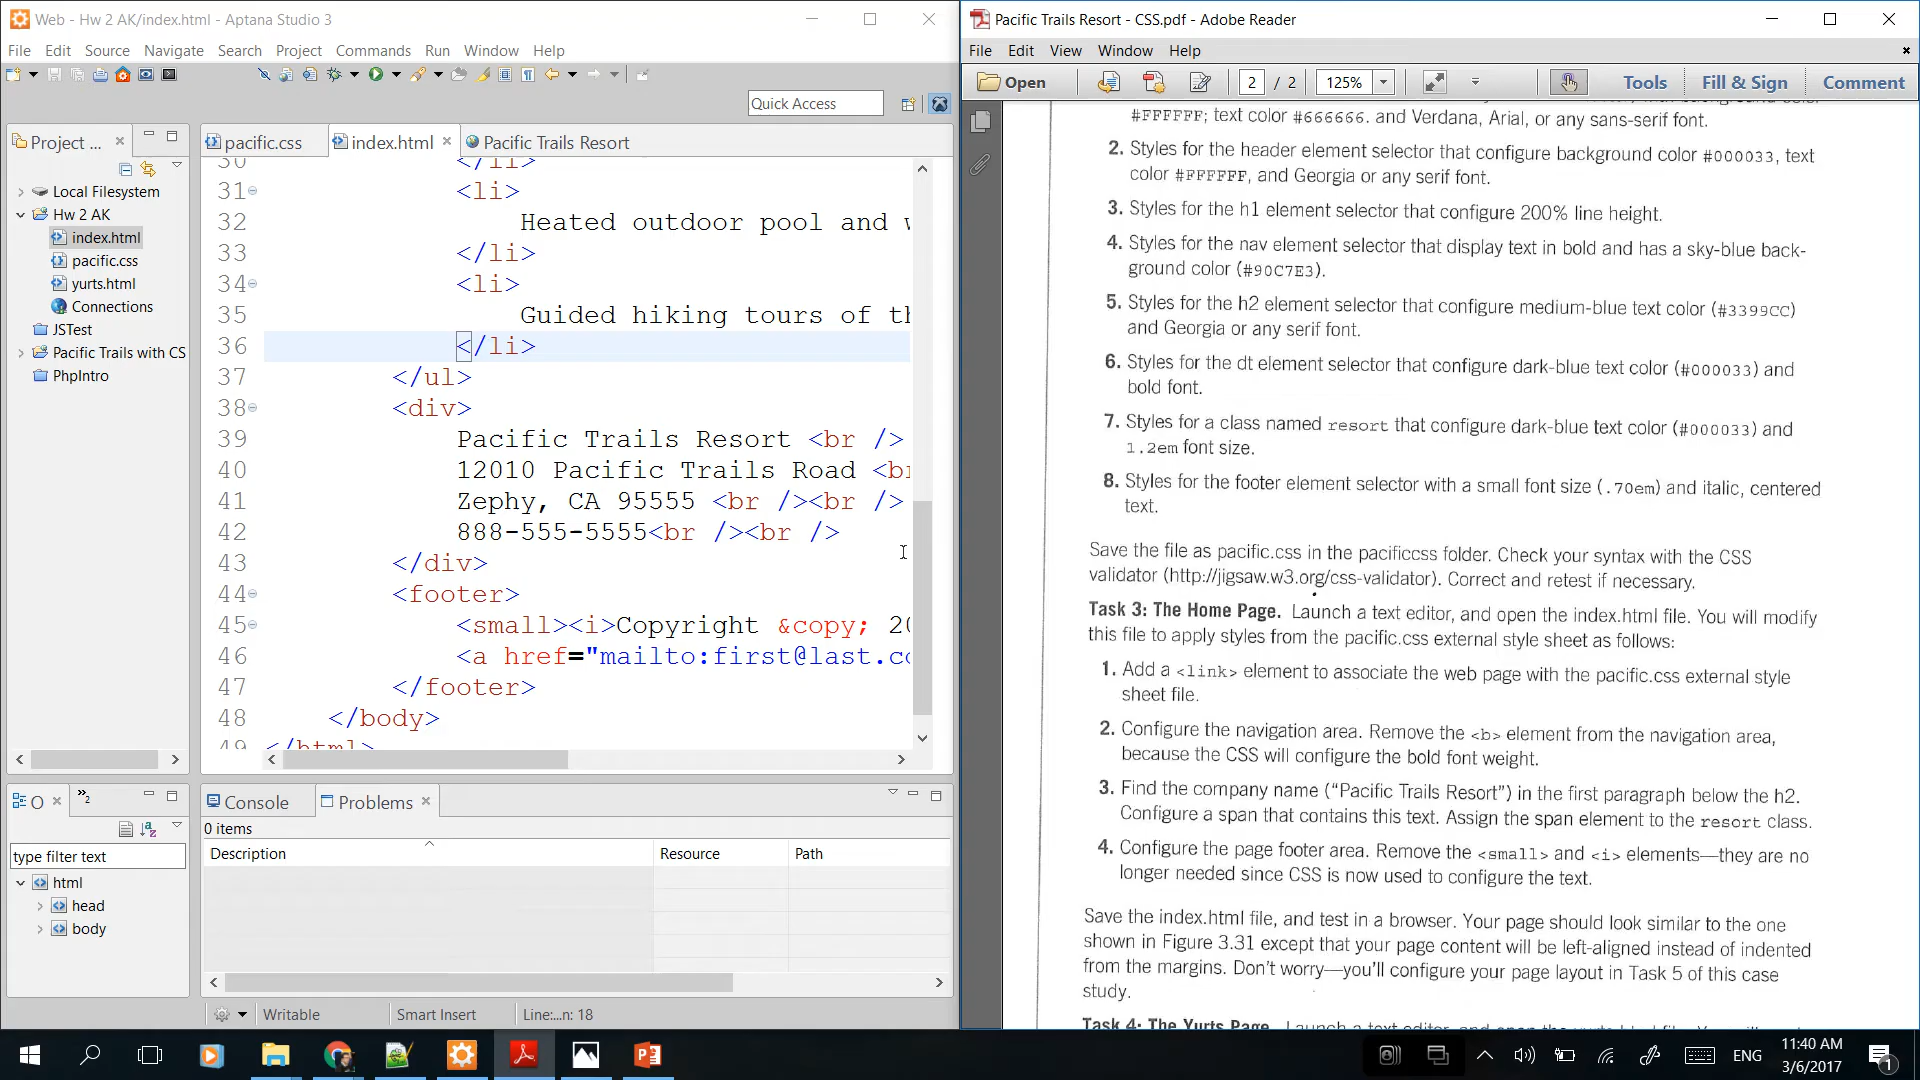 Web - Hw 2 AK/index.html - Aptana Studio 3
File Edit Source Navigate Search Project Commands Run Window Help
Quick Access
Project ...
Local Filesystem
Hw 2 AK
index.html
pacific.css
yurts.html
Connections
JSTest
Pacific Trails with CS
PhpIntro
pacific.css index.html Pacific Trails Resort
30 </li>
31 <li>
32 Heated outdoor pool and w
33 </li>
34 <li>
35 Guided hiking tours of th
36 </li>
37 </ul>
38 <div>
39 Pacific Trails Resort <br />
40 12010 Pacific Trails Road <br
41 Zephy, CA 95555 <br /><br />
42 888-555-5555<br /><br />
43 </div>
44 <footer>
45 <small><i>Copyright &copy; 20
46 <a href="mailto:first@last.co
47 </footer>
48 </body>
49 </html>
O
type filter text
html
head
body
Console Problems
0 items
Description Resource Path
Writable Smart Insert Line:...n: 18
Pacific Trails Resort - CSS.pdf - Adobe Reader
File Edit View Window Help
Open 2 / 2 125% Tools Fill & Sign Comment
#FFFFFF; text color #666666. and Verdana, Arial, or any sans-serif font.
2. Styles for the header element selector that configure background color #000033, text
color #FFFFFF, and Georgia or any serif font.
3. Styles for the h1 element selector that configure 200% line height.
4. Styles for the nav element selector that display text in bold and has a sky-blue back-
ground color (#90C7E3).
5. Styles for the h2 element selector that configure medium-blue text color (#3399CC)
and Georgia or any serif font.
6. Styles for the dt element selector that configure dark-blue text color (#000033) and
bold font.
7. Styles for a class named resort that configure dark-blue text color (#000033) and
1.2em font size.
8. Styles for the footer element selector with a small font size (.70em) and italic, centered
text.
Save the file as pacific.css in the pacificcss folder. Check your syntax with the CSS
validator (http://jigsaw.w3.org/css-validator). Correct and retest if necessary.
Task 3: The Home Page. Launch a text editor, and open the index.html file. You will modify
this file to apply styles from the pacific.css external style sheet as follows:
1. Add a <link> element to associate the web page with the pacific.css external style
sheet file.
2. Configure the navigation area. Remove the <b> element from the navigation area,
because the CSS will configure the bold font weight.
3. Find the company name ("Pacific Trails Resort") in the first paragraph below the h2.
Configure a span that contains this text. Assign the span element to the resort class.
4. Configure the page footer area. Remove the <small> and <i> elements—they are no
longer needed since CSS is now used to configure the text.
Save the index.html file, and test in a browser. Your page should look similar to the one
shown in Figure 3.31 except that your page content will be left-aligned instead of indented
from the margins. Don't worry—you'll configure your page layout in Task 5 of this case
study.
Task 4: The Yurts Page.
ENG
11:40 AM
3/6/2017
1